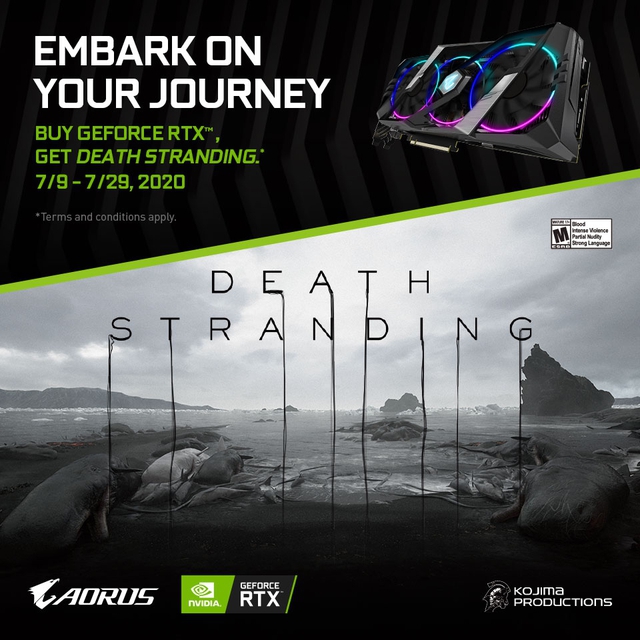 EMBARK ON
YOUR JOURNEY
BUY GEFORCE RTX™,
GET DEATH STRANDING.*
7/9 – 7/29, 2020
*Terms and conditions apply.
MATURE 17+
M
ESRB
Blood
Intense Violence
Partial Nudity
Strong Language
DEATH
STRANDING
AORUS
NVIDIA.
GEFORCE
RTX™
KOJIMA
PRODUCTIONS